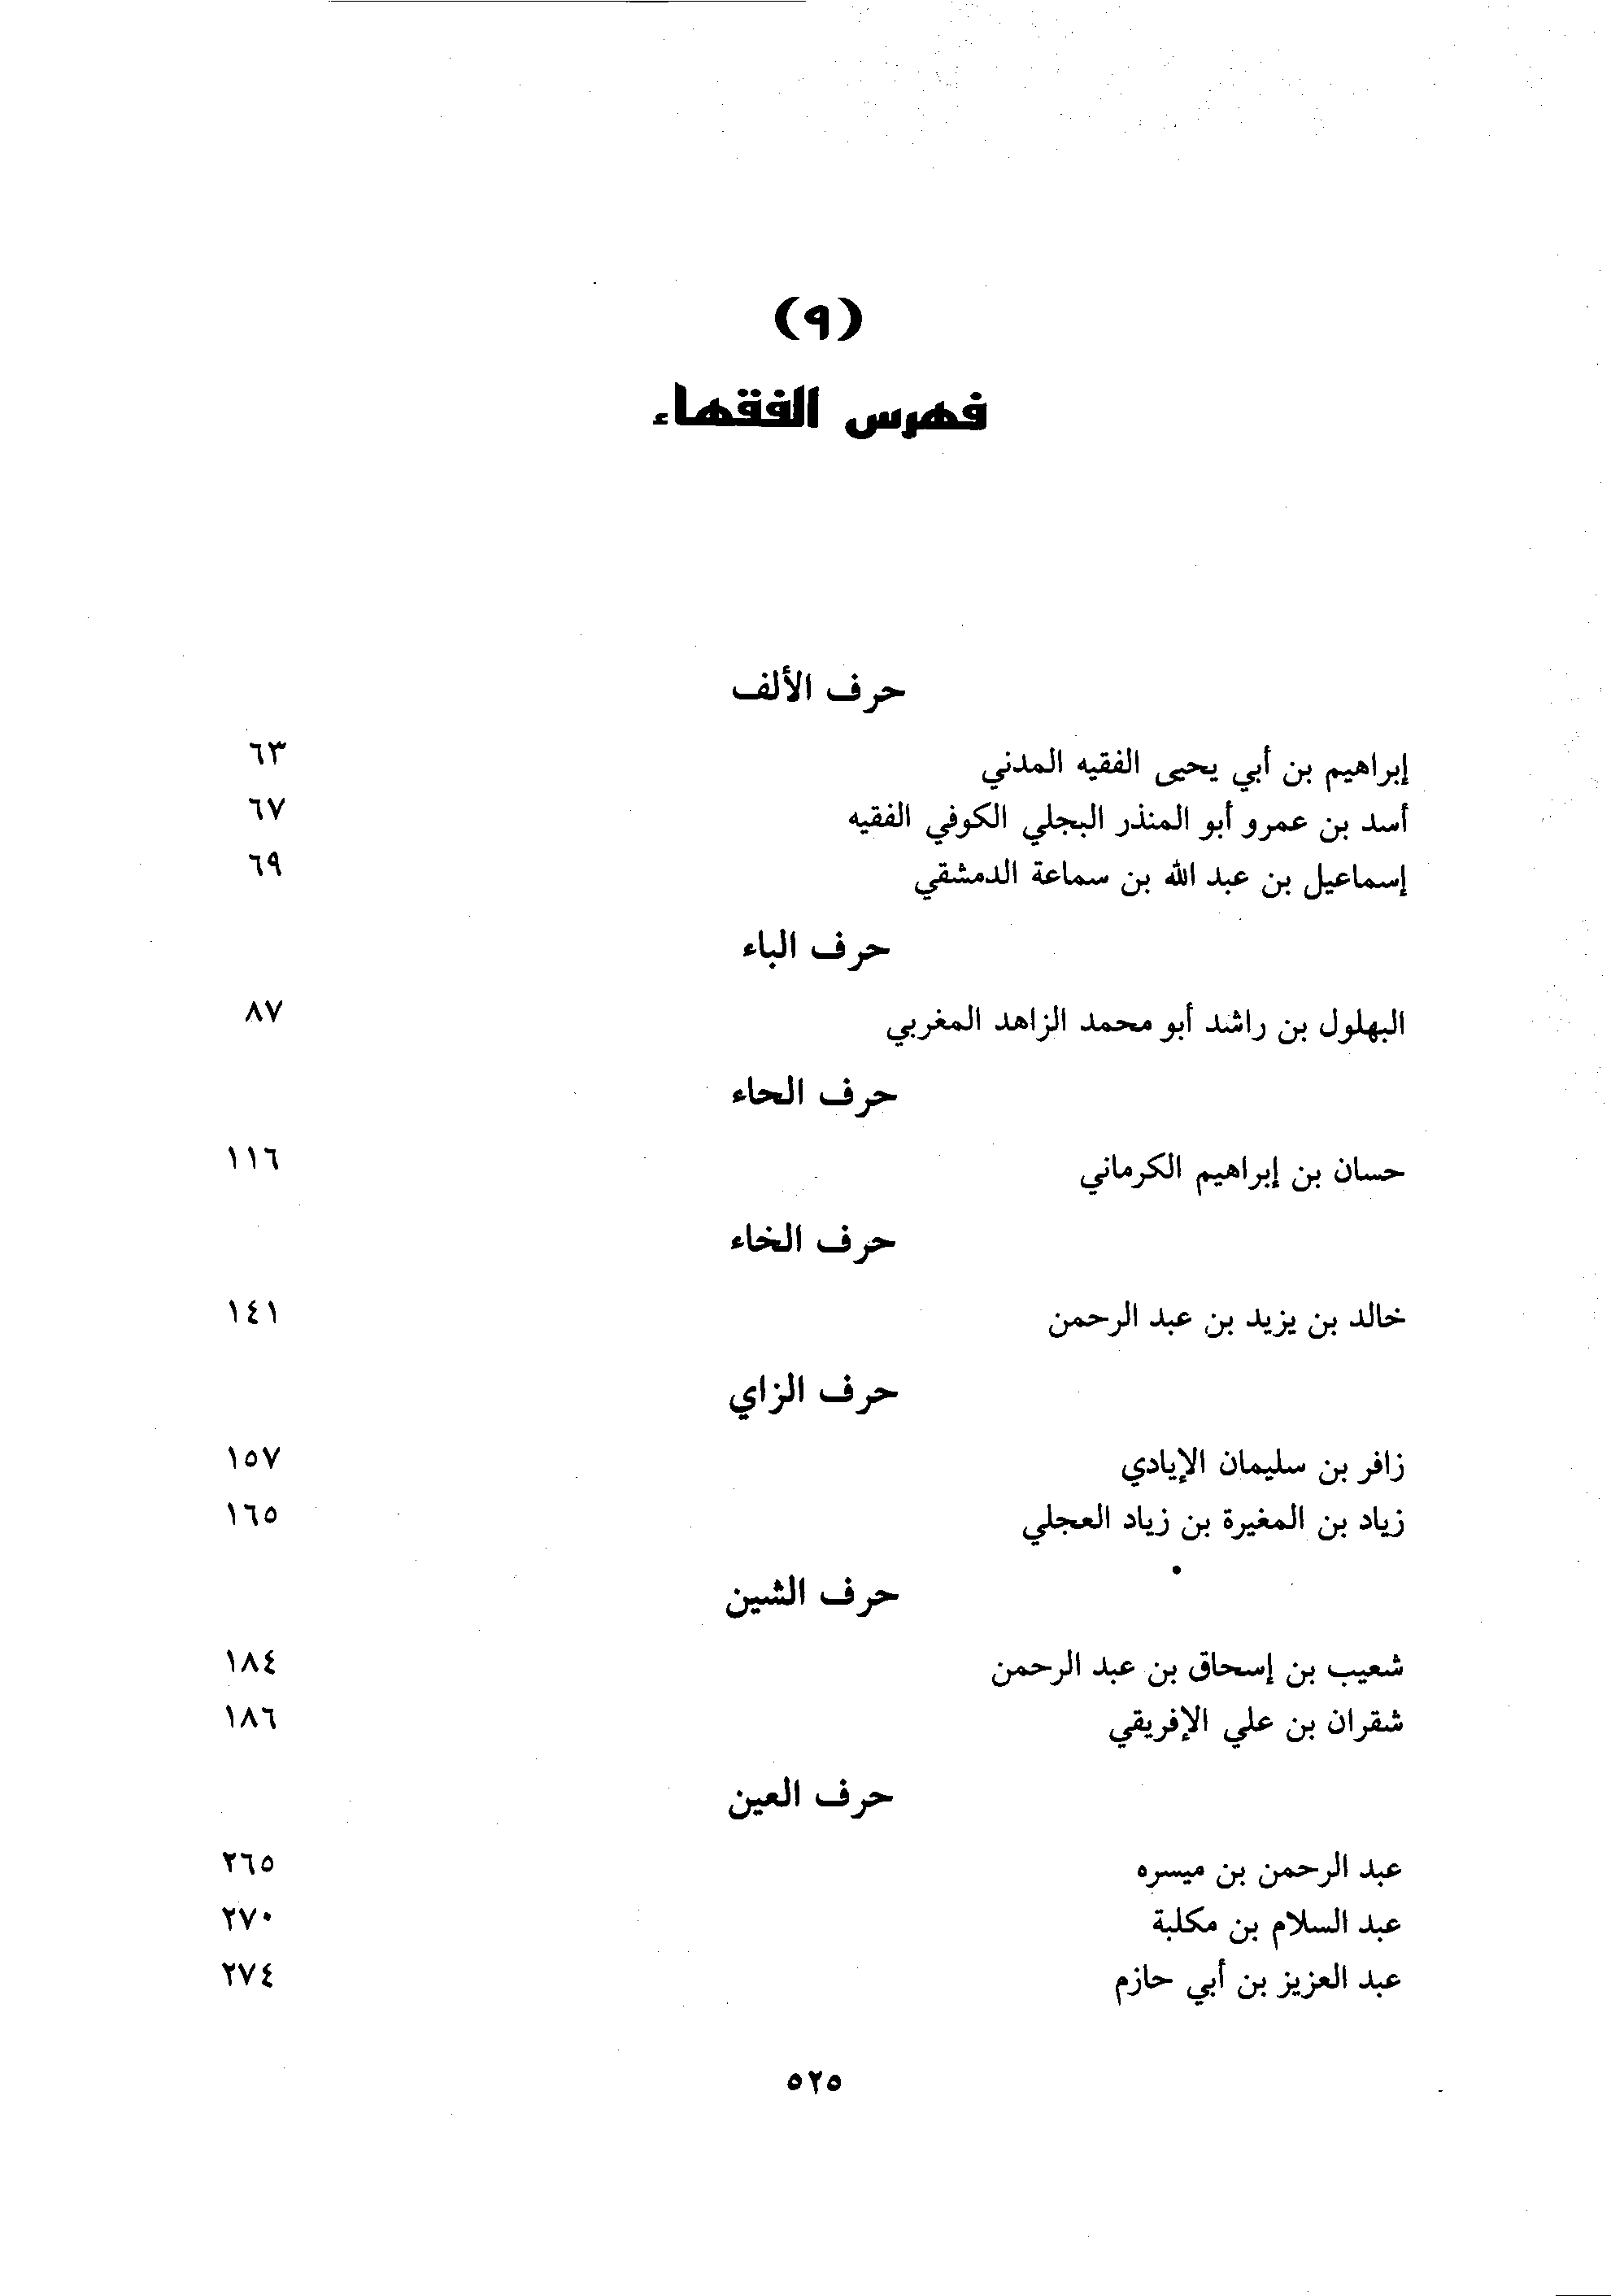 (٩)
فهرس الفقهاء
حرف الألف
إبراهيم بن أبي يحيى الفقيه المدني ٦٣
أسد بن عمرو أبو المنذر البجلي الكوفي الفقيه ٦٧
إسماعيل بن عبد الله بن سماعة الدمشقي ٦٩
حرف الباء
البهلول بن راشد أبو محمد الزاهد المغربي ٨٧
حرف الحاء
حسان بن إبراهيم الكرماني ١١٦
حرف الخاء
خالد بن يزيد بن عبد الرحمن ١٤١
حرف الزاي
زافر بن سليمان الإيادي ١٥٧
زياد بن المغيرة بن زياد العجلي ١٦٥
حرف الشين
شعيب بن إسحاق بن عبد الرحمن ١٨٤
شقران بن علي الإفريقي ١٨٦
حرف العين
عبد الرحمن بن ميسره ٢٦٥
عبد السلام بن مكلبة ٢٧٠
عبد العزيز بن أبي حازم ٢٧٤
٥٢٥